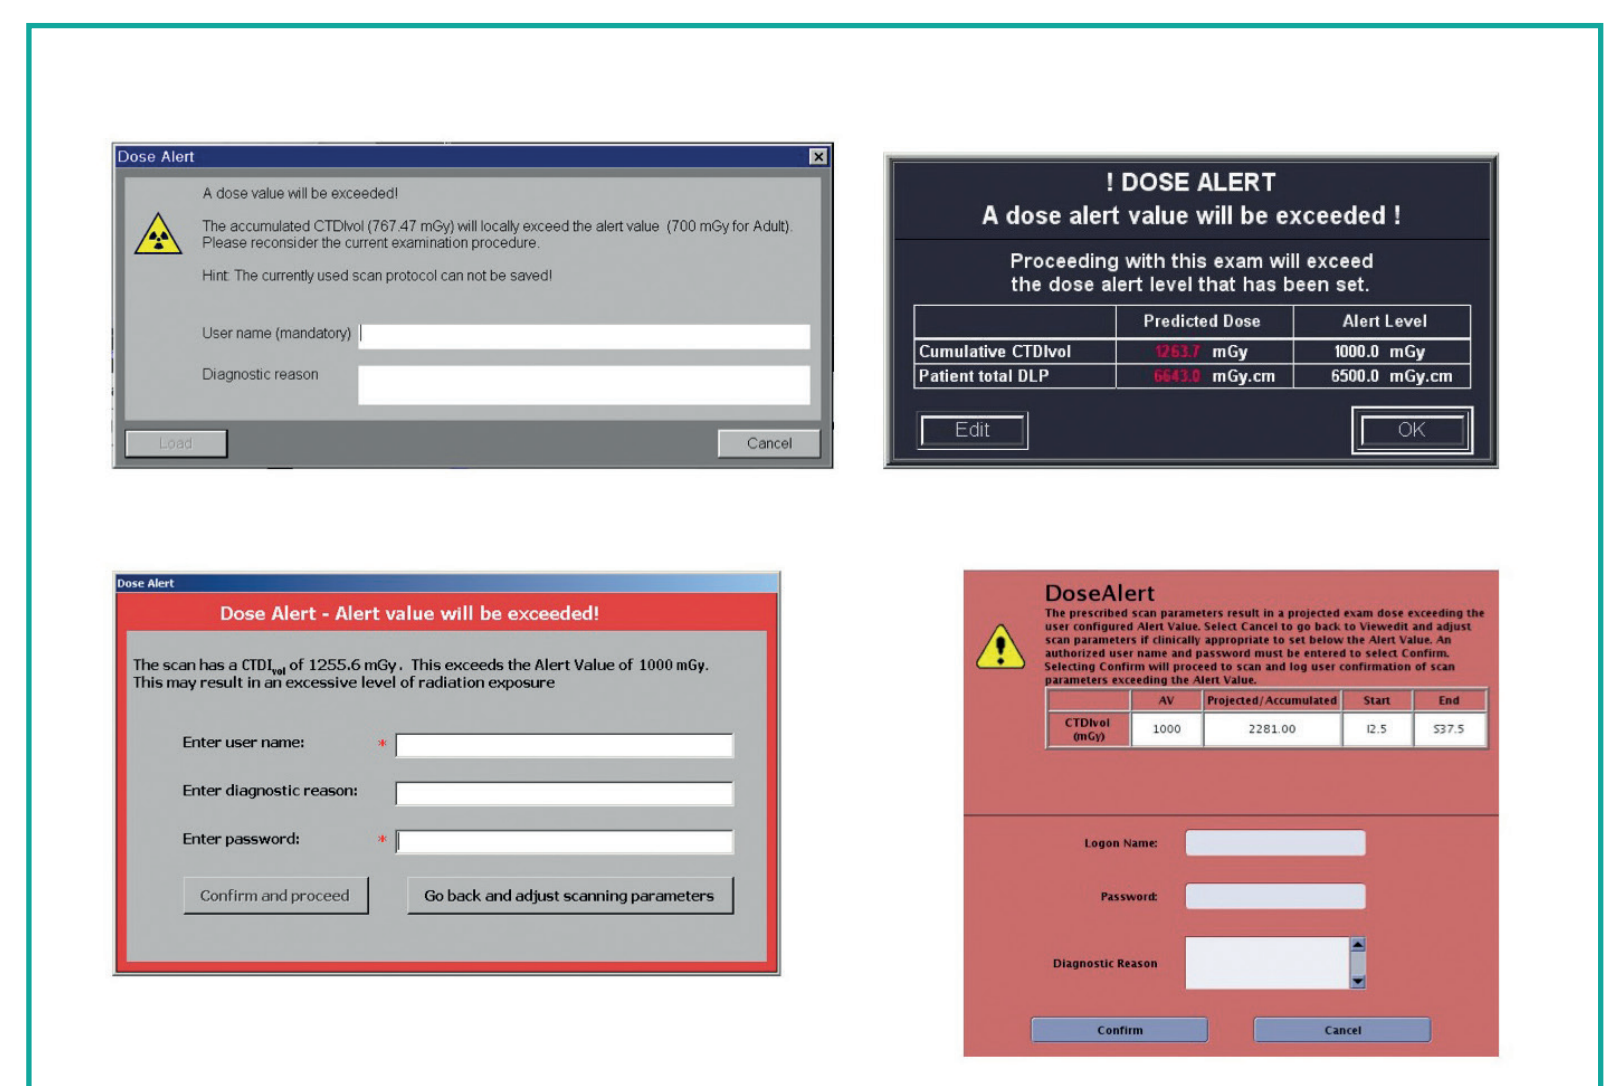 Dose Alert
A dose value will be exceeded!
The accumulated CTDIvol (767.47 mGy) will locally exceed the alert value (700 mGy for Adult).
Please reconsider the current examination procedure.
Hint: The currently used scan protocol can not be saved!
User name (mandatory)
Diagnostic reason
Load Cancel
! DOSE ALERT
A dose alert value will be exceeded !
Proceeding with this exam will exceed
the dose alert level that has been set.
Predicted Dose Alert Level
Cumulative CTDIvol 1263.7 mGy 1000.0 mGy
Patient total DLP 6643.0 mGy.cm 6500.0 mGy.cm
Edit OK
Dose Alert
Dose Alert - Alert value will be exceeded!
The scan has a CTDIvol of 1255.6 mGy. This exceeds the Alert Value of 1000 mGy.
This may result in an excessive level of radiation exposure
Enter user name: *
Enter diagnostic reason:
Enter password: *
Confirm and proceed Go back and adjust scanning parameters
DoseAlert
The prescribed scan parameters result in a projected exam dose exceeding the
user configured Alert Value. Select Cancel to go back to Viewedit and adjust
scan parameters if clinically appropriate to set below the Alert Value. An
authorized user name and password must be entered to select Confirm.
Selecting Confirm will proceed to scan and log user confirmation of scan
parameters exceeding the Alert Value.
AV Projected/Accumulated Start End
CTDIvol
(mGy) 1000 2281.00 I2.5 S37.5
Logon Name:
Password:
Diagnostic Reason
Confirm Cancel